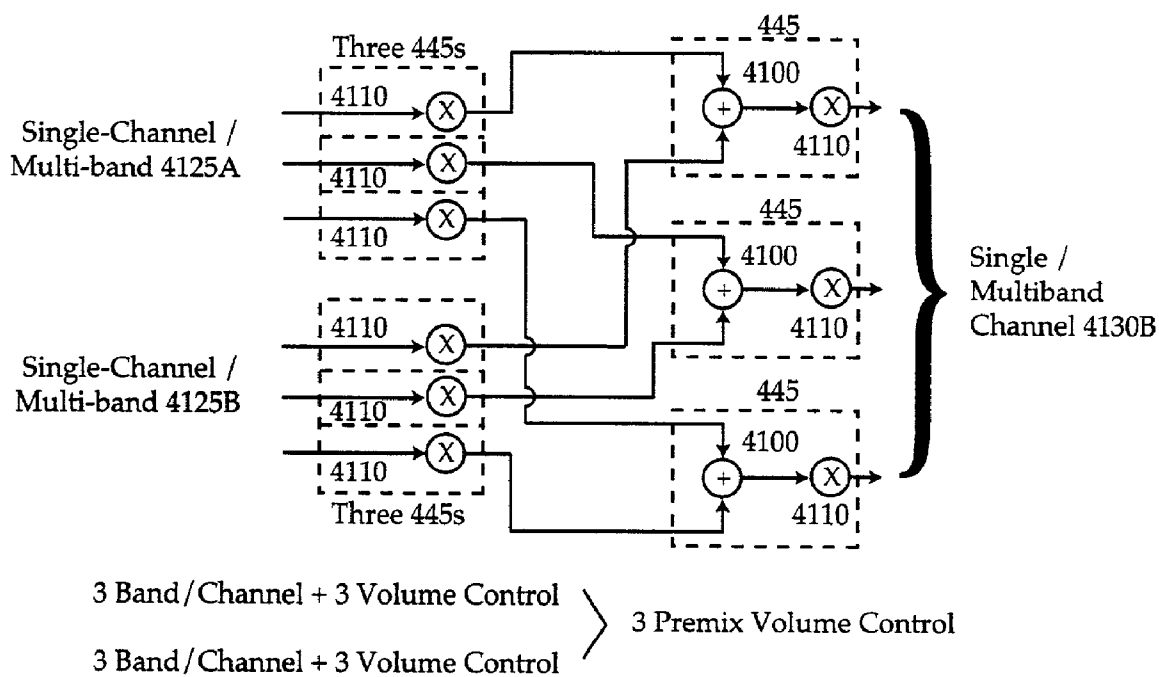 Three 445s
4110 X
4110 X
4110 X
Single-Channel /
Multi-band 4125A
4110 X
4110 X
4110 X
Three 445s
Single-Channel /
Multi-band 4125B
445
4100
+ X
4110
445
4100
+ X
4110
445
4100
+ X
4110
Single /
Multiband
Channel 4130B
3 Band/Channel + 3 Volume Control
3 Band/Channel + 3 Volume Control
3 Premix Volume Control